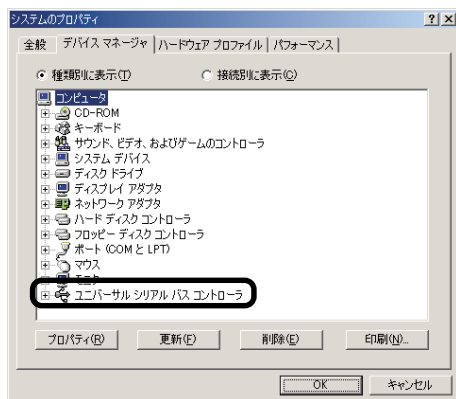 システムのプロパティ
全般 デバイス マネージャ ハードウェア プロファイル パフォーマンス
種類別に表示(T) 接続別に表示(C)
コンピュータ
CD-ROM
キーボード
サウンド、ビデオ、およびゲームのコントローラ
システム デバイス
ディスク ドライブ
ディスプレイ アダプタ
ネットワーク アダプタ
ハード ディスク コントローラ
フロッピー ディスク コントローラ
ポート (COM と LPT)
マウス
モニタ
ユニバーサル シリアル バス コントローラ
プロパティ(R) 更新(F) 削除(E) 印刷(N)...
OK キャンセル